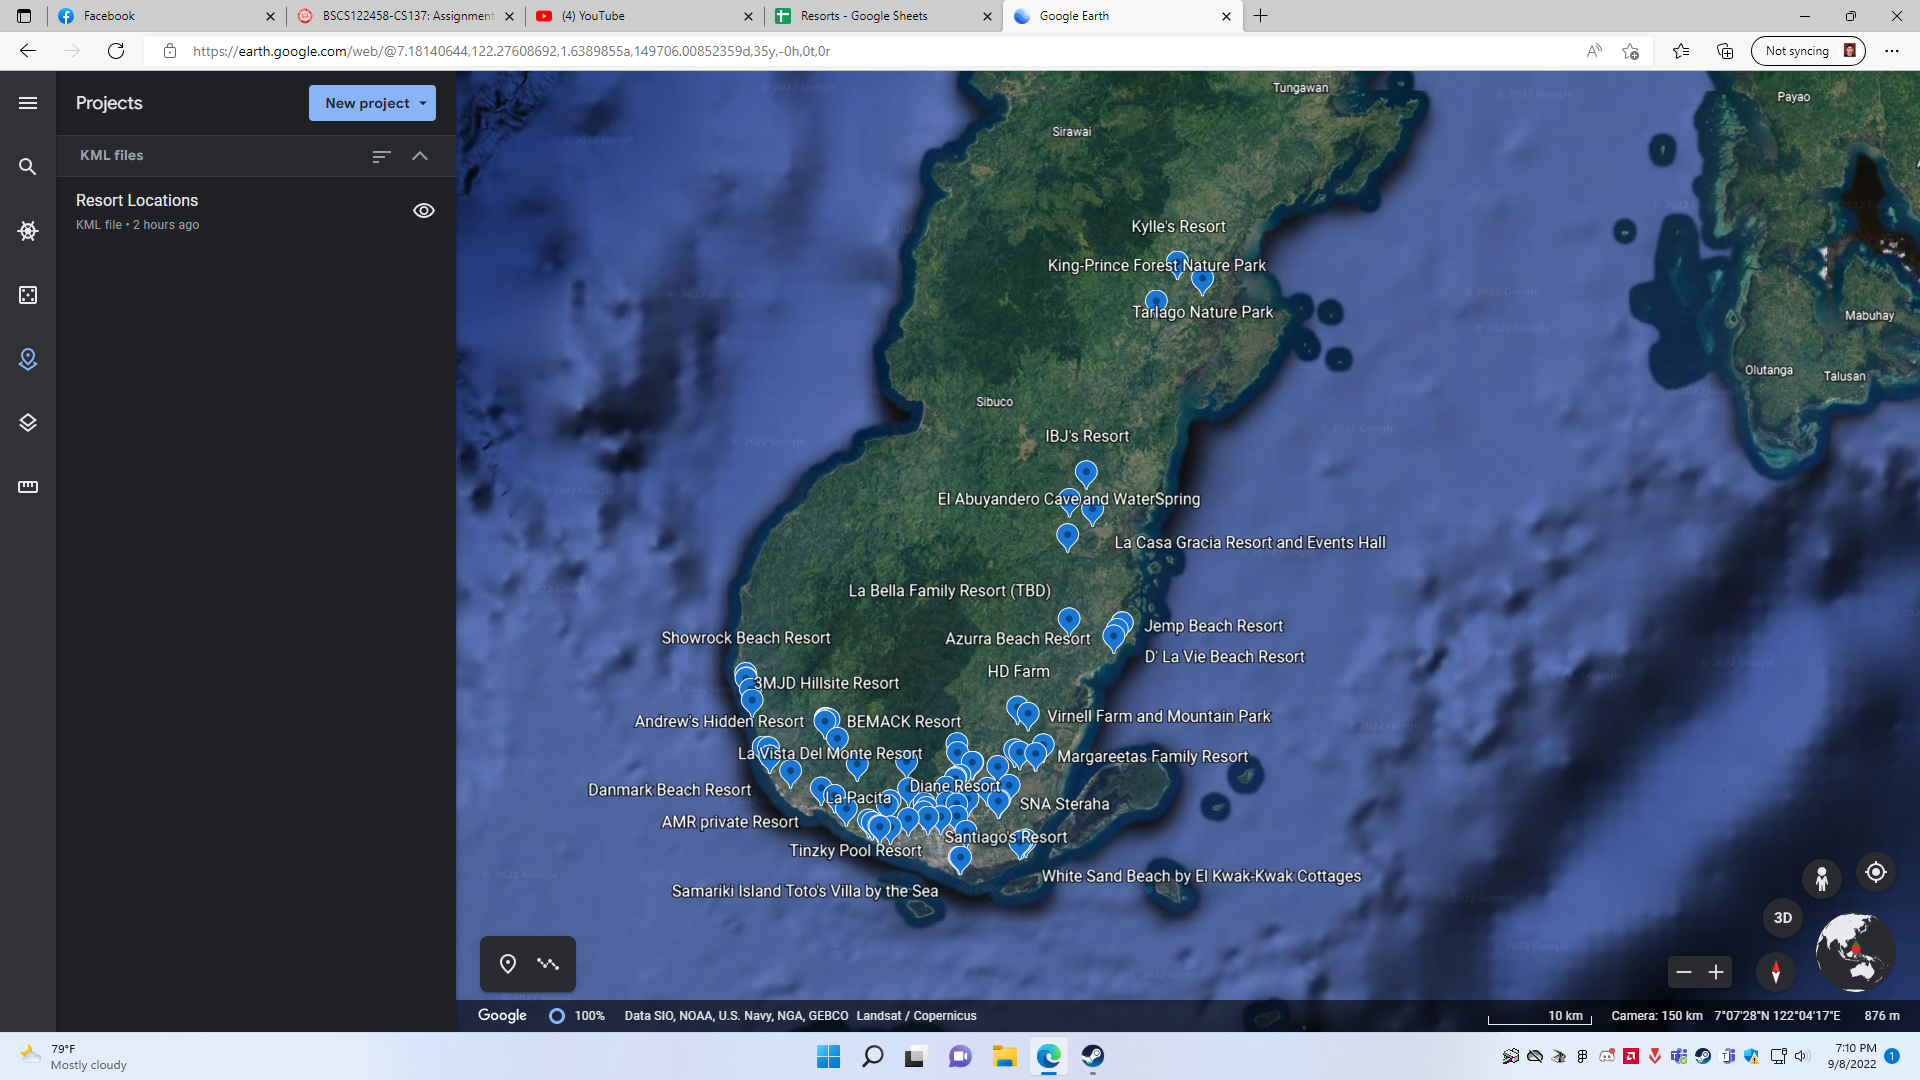 Facebook
BSCS122458-CS137: Assignment
(4) YouTube
Resorts - Google Sheets
Google Earth
https://earth.google.com/web/@7.18140644,122.27608692,1.6389855a,149706.00852359d,35y,-0h,0t,0r
Not syncing
Projects
New project
KML files
Resort Locations
KML file • 2 hours ago
Tungawan
Payao
Sirawai
Kylle's Resort
King-Prince Forest Nature Park
Tarlago Nature Park
Mabuhay
Olutanga
Talusan
Sibuco
IBJ's Resort
El Abuyandero Cave and WaterSpring
La Casa Gracia Resort and Events Hall
La Bella Family Resort (TBD)
Showrock Beach Resort
Azurra Beach Resort
Jemp Beach Resort
D' La Vie Beach Resort
HD Farm
3MJD Hillsite Resort
Andrew's Hidden Resort
BEMACK Resort
Virnell Farm and Mountain Park
La Vista Del Monte Resort
Margareetas Family Resort
Danmark Beach Resort
La Pacita
Diane Resort
SNA Steraha
AMR private Resort
Santiago's Resort
Tinzky Pool Resort
White Sand Beach by El Kwak-Kwak Cottages
Samariki Island Toto's Villa by the Sea
3D
Google
100%
Data SIO, NOAA, U.S. Navy, NGA, GEBCO Landsat / Copernicus
10 km
Camera: 150 km
7°07'28"N 122°04'17"E
876 m
79°F
Mostly cloudy
7:10 PM
9/8/2022
1